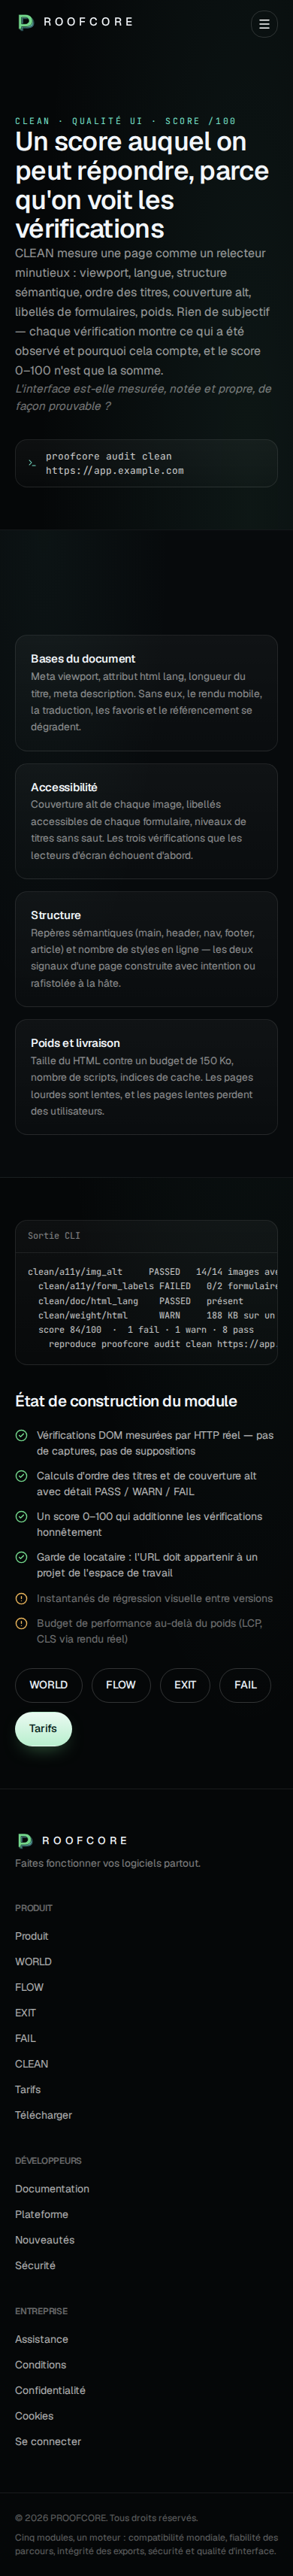 ROOFCORE
CLEAN · QUALITÉ UI · SCORE /100
Un score auquel on
peut répondre, parce
qu'on voit les
vérifications
CLEAN mesure une page comme un relecteur
minutieux : viewport, langue, structure
sémantique, ordre des titres, couverture alt,
libellés de formulaires, poids. Rien de subjectif
— chaque vérification montre ce qui a été
observé et pourquoi cela compte, et le score
0–100 n'est que la somme.
L'interface est-elle mesurée, notée et propre, de
façon prouvable ?
proofcore audit clean
https://app.example.com
Bases du document
Meta viewport, attribut html lang, longueur du
titre, meta description. Sans eux, le rendu mobile,
la traduction, les favoris et le référencement se
dégradent.
Accessibilité
Couverture alt de chaque image, libellés
accessibles de chaque formulaire, niveaux de
titres sans saut. Les trois vérifications que les
lecteurs d'écran échouent d'abord.
Structure
Repères sémantiques (main, header, nav, footer,
article) et nombre de styles en ligne — les deux
signaux d'une page construite avec intention ou
rafistolée à la hâte.
Poids et livraison
Taille du HTML contre un budget de 150 Ko,
nombre de scripts, indices de cache. Les pages
lourdes sont lentes, et les pages lentes perdent
des utilisateurs.
Sortie CLI
clean/a11y/img_alt PASSED 14/14 images ave
clean/a11y/form_labels FAILED 0/2 formulaire
clean/doc/html_lang PASSED présent
clean/weight/html WARN 188 KB sur un
score 84/100 · 1 fail · 1 warn · 8 pass
reproduce proofcore audit clean https://app.
État de construction du module
Vérifications DOM mesurées par HTTP réel — pas
de captures, pas de suppositions
Calculs d'ordre des titres et de couverture alt
avec détail PASS / WARN / FAIL
Un score 0–100 qui additionne les vérifications
honnêtement
Garde de locataire : l'URL doit appartenir à un
projet de l'espace de travail
Instantanés de régression visuelle entre versions
Budget de performance au-delà du poids (LCP,
CLS via rendu réel)
WORLD FLOW EXIT FAIL
Tarifs
ROOFCORE
Faites fonctionner vos logiciels partout.
PRODUIT
Produit
WORLD
FLOW
EXIT
FAIL
CLEAN
Tarifs
Télécharger
DÉVELOPPEURS
Documentation
Plateforme
Nouveautés
Sécurité
ENTREPRISE
Assistance
Conditions
Confidentialité
Cookies
Se connecter
© 2026 PROOFCORE. Tous droits réservés.
Cinq modules, un moteur : compatibilité mondiale, fiabilité des
parcours, intégrité des exports, sécurité et qualité d'interface.